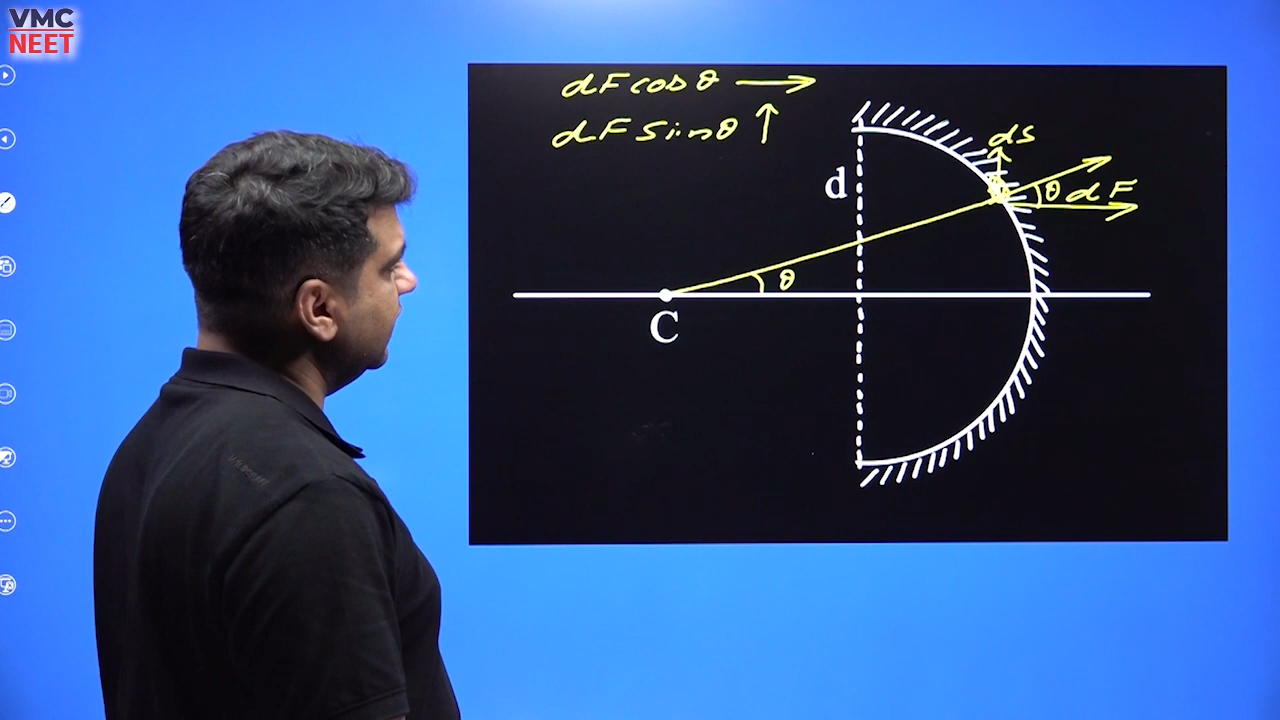 VMC
NEET
dF cos θ →
dF sin θ ↑
ds
d
θ dF
θ
C